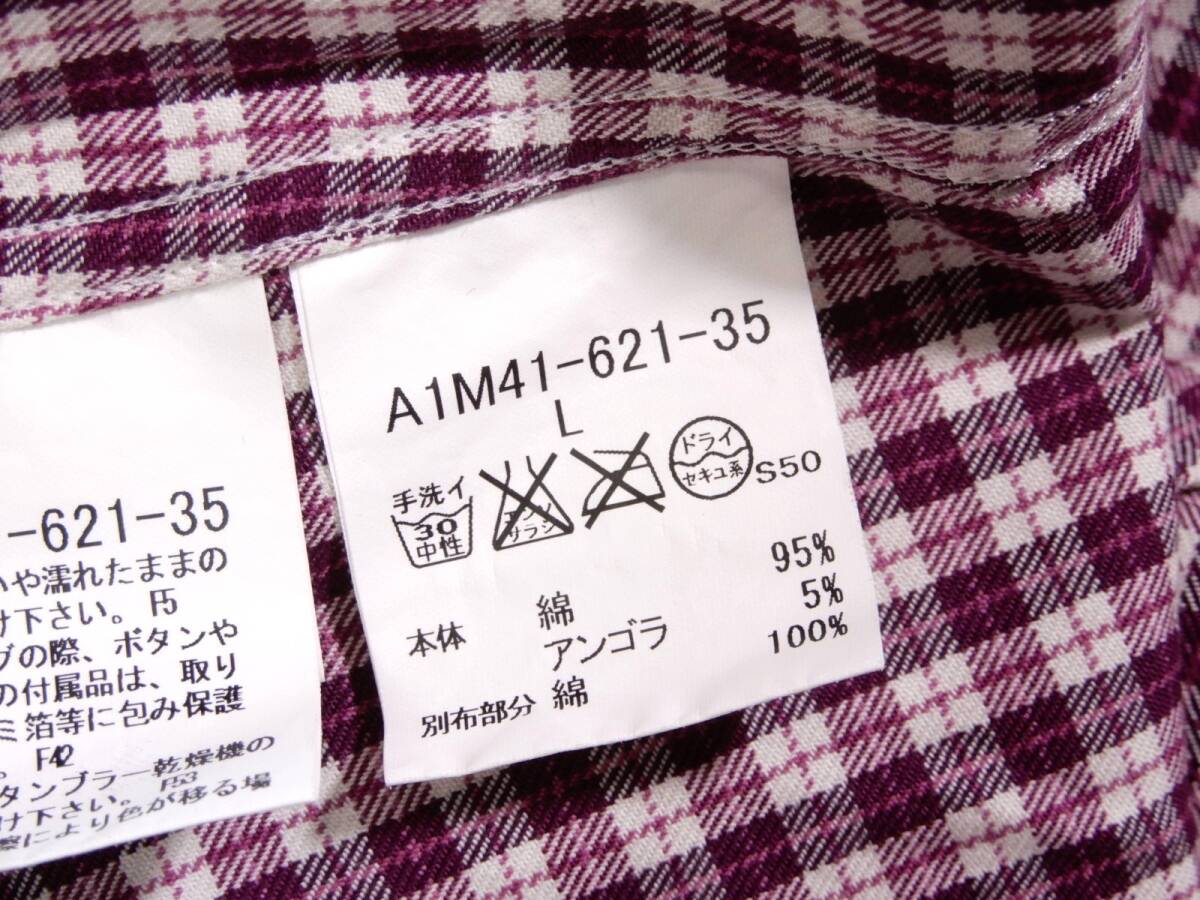 -621-35
いや濡れたままの
け下さい。 F5
グの際、ボタンや
の付属品は、取り
ミ箔等に包み保護
。 F42
タンブラー乾燥機の
け下さい。 F53
際により色が移る場
A1M41-621-35
L
手洗イ
30
中性
エンソ
サラシ
ドライ
セキユ系
S50
本体 綿 95%
アンゴラ 5%
別布部分 綿 100%